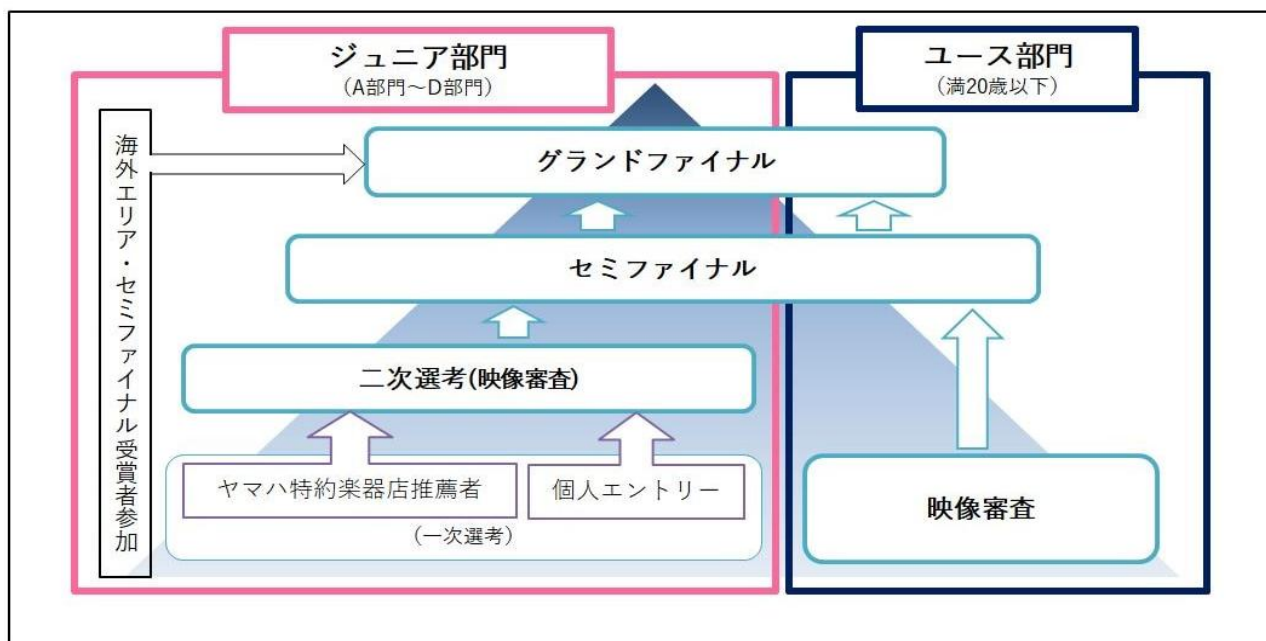 ジュニア部門
(A部門～D部門)
ユース部門
(満20歳以下)
海外エリア・セミファイナル受賞者参加
グランドファイナル
セミファイナル
二次選考(映像審査)
ヤマハ特約楽器店推薦者
個人エントリー
(一次選考)
映像審査